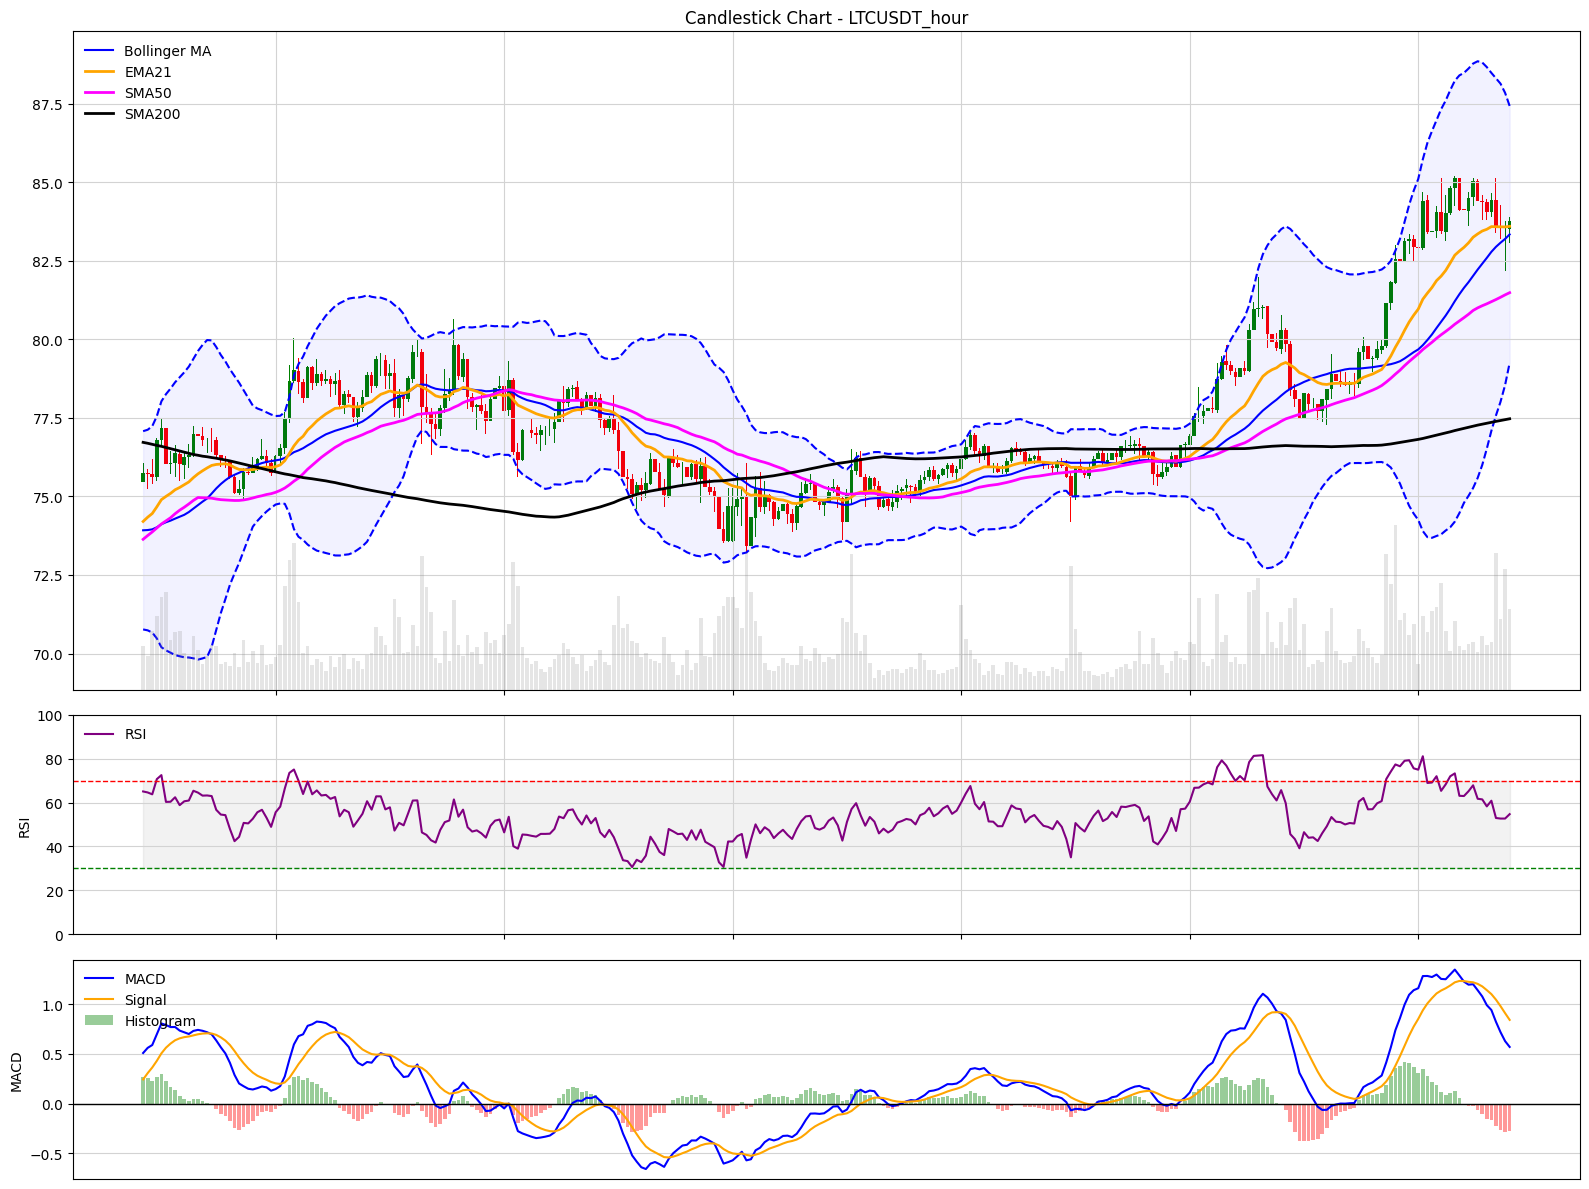 Candlestick Chart - LTCUSDT_hour
Bollinger MA
EMA21
SMA50
SMA200
87.5
85.0
82.5
80.0
77.5
75.0
72.5
70.0
RSI
100
80
60
40
20
0
RSI
MACD
Signal
Histogram
1.0
0.5
0.0
−0.5
MACD